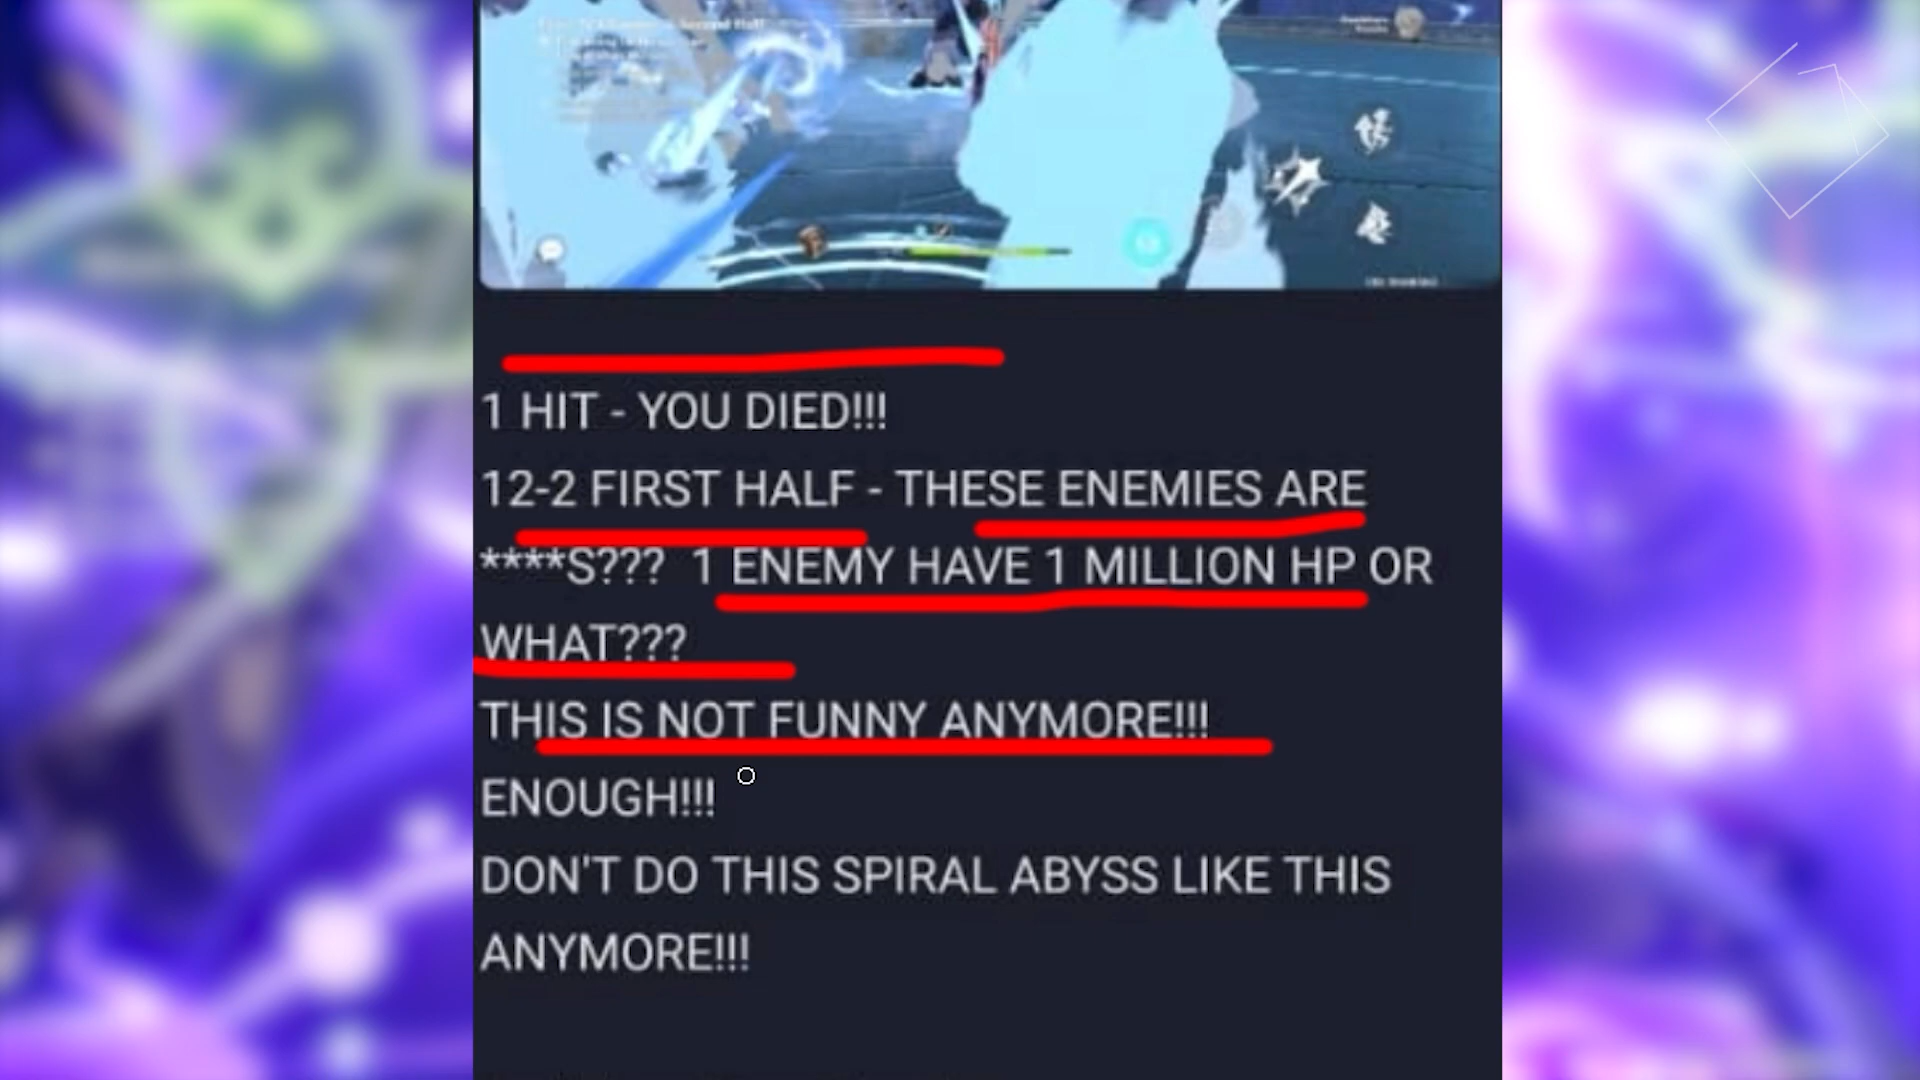 1 HIT - YOU DIED!!!
12-2 FIRST HALF - THESE ENEMIES ARE
****S??? 1 ENEMY HAVE 1 MILLION HP OR
WHAT???
THIS IS NOT FUNNY ANYMORE!!!
ENOUGH!!!
DON'T DO THIS SPIRAL ABYSS LIKE THIS
ANYMORE!!!